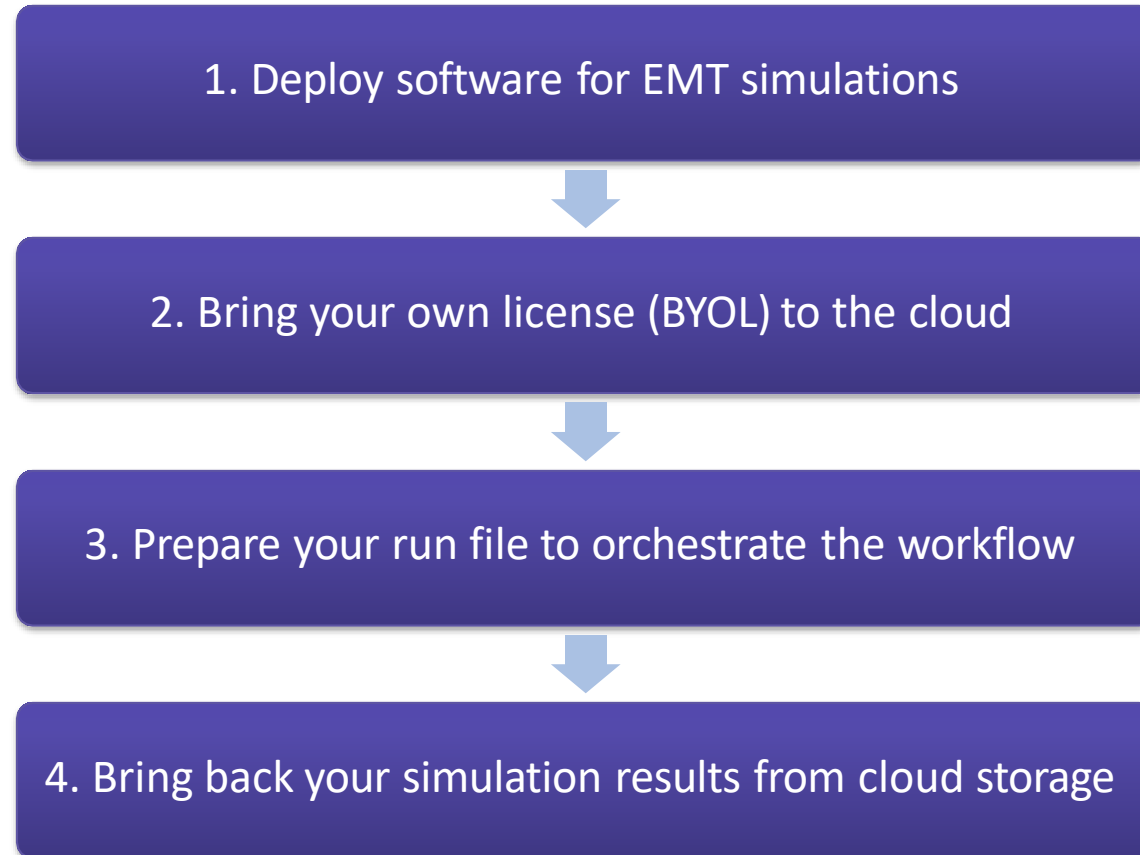 1. Deploy software for EMT simulations
2. Bring your own license (BYOL) to the cloud
3. Prepare your run file to orchestrate the workflow
4. Bring back your simulation results from cloud storage